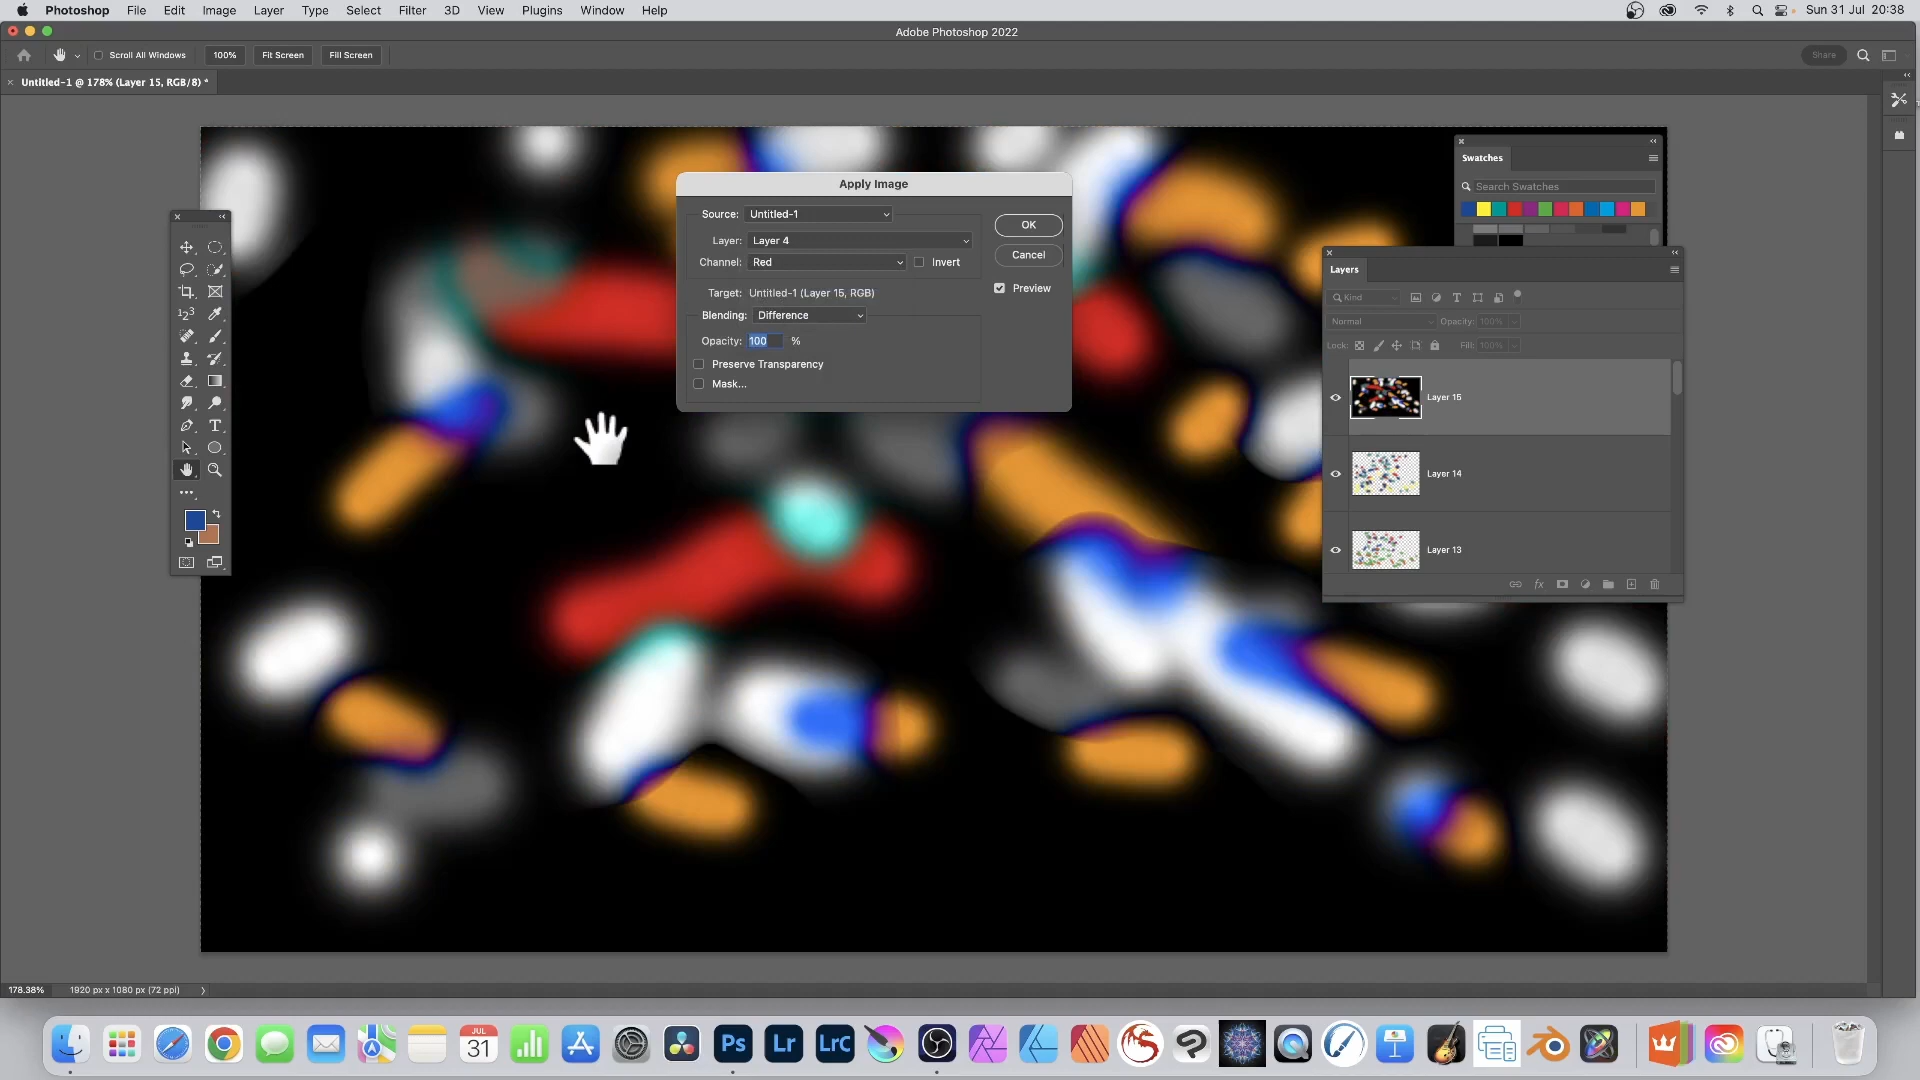 Photoshop File Edit Image Layer Type Select Filter 3D View Plugins Window Help Sun 31 Jul 20:38
Adobe Photoshop 2022
Scroll All Windows 100% Fit Screen Fill Screen Share
Untitled-1 @ 178% (Layer 15, RGB/8) *
Swatches
Search Swatches
Apply Image
Source: Untitled-1
Layer: Layer 4
Channel: Red Invert
Target: Untitled-1 (Layer 15, RGB)
Blending: Difference
Opacity: 100 %
Preserve Transparency
Mask...
OK
Cancel
Preview
Layers
Kind
Normal Opacity: 100%
Lock: Fill: 100%
Layer 15
Layer 14
Layer 13
fx
123
T
178.38% 1920 px x 1080 px (72 ppi)
JUL
31
Ps Lr LrC